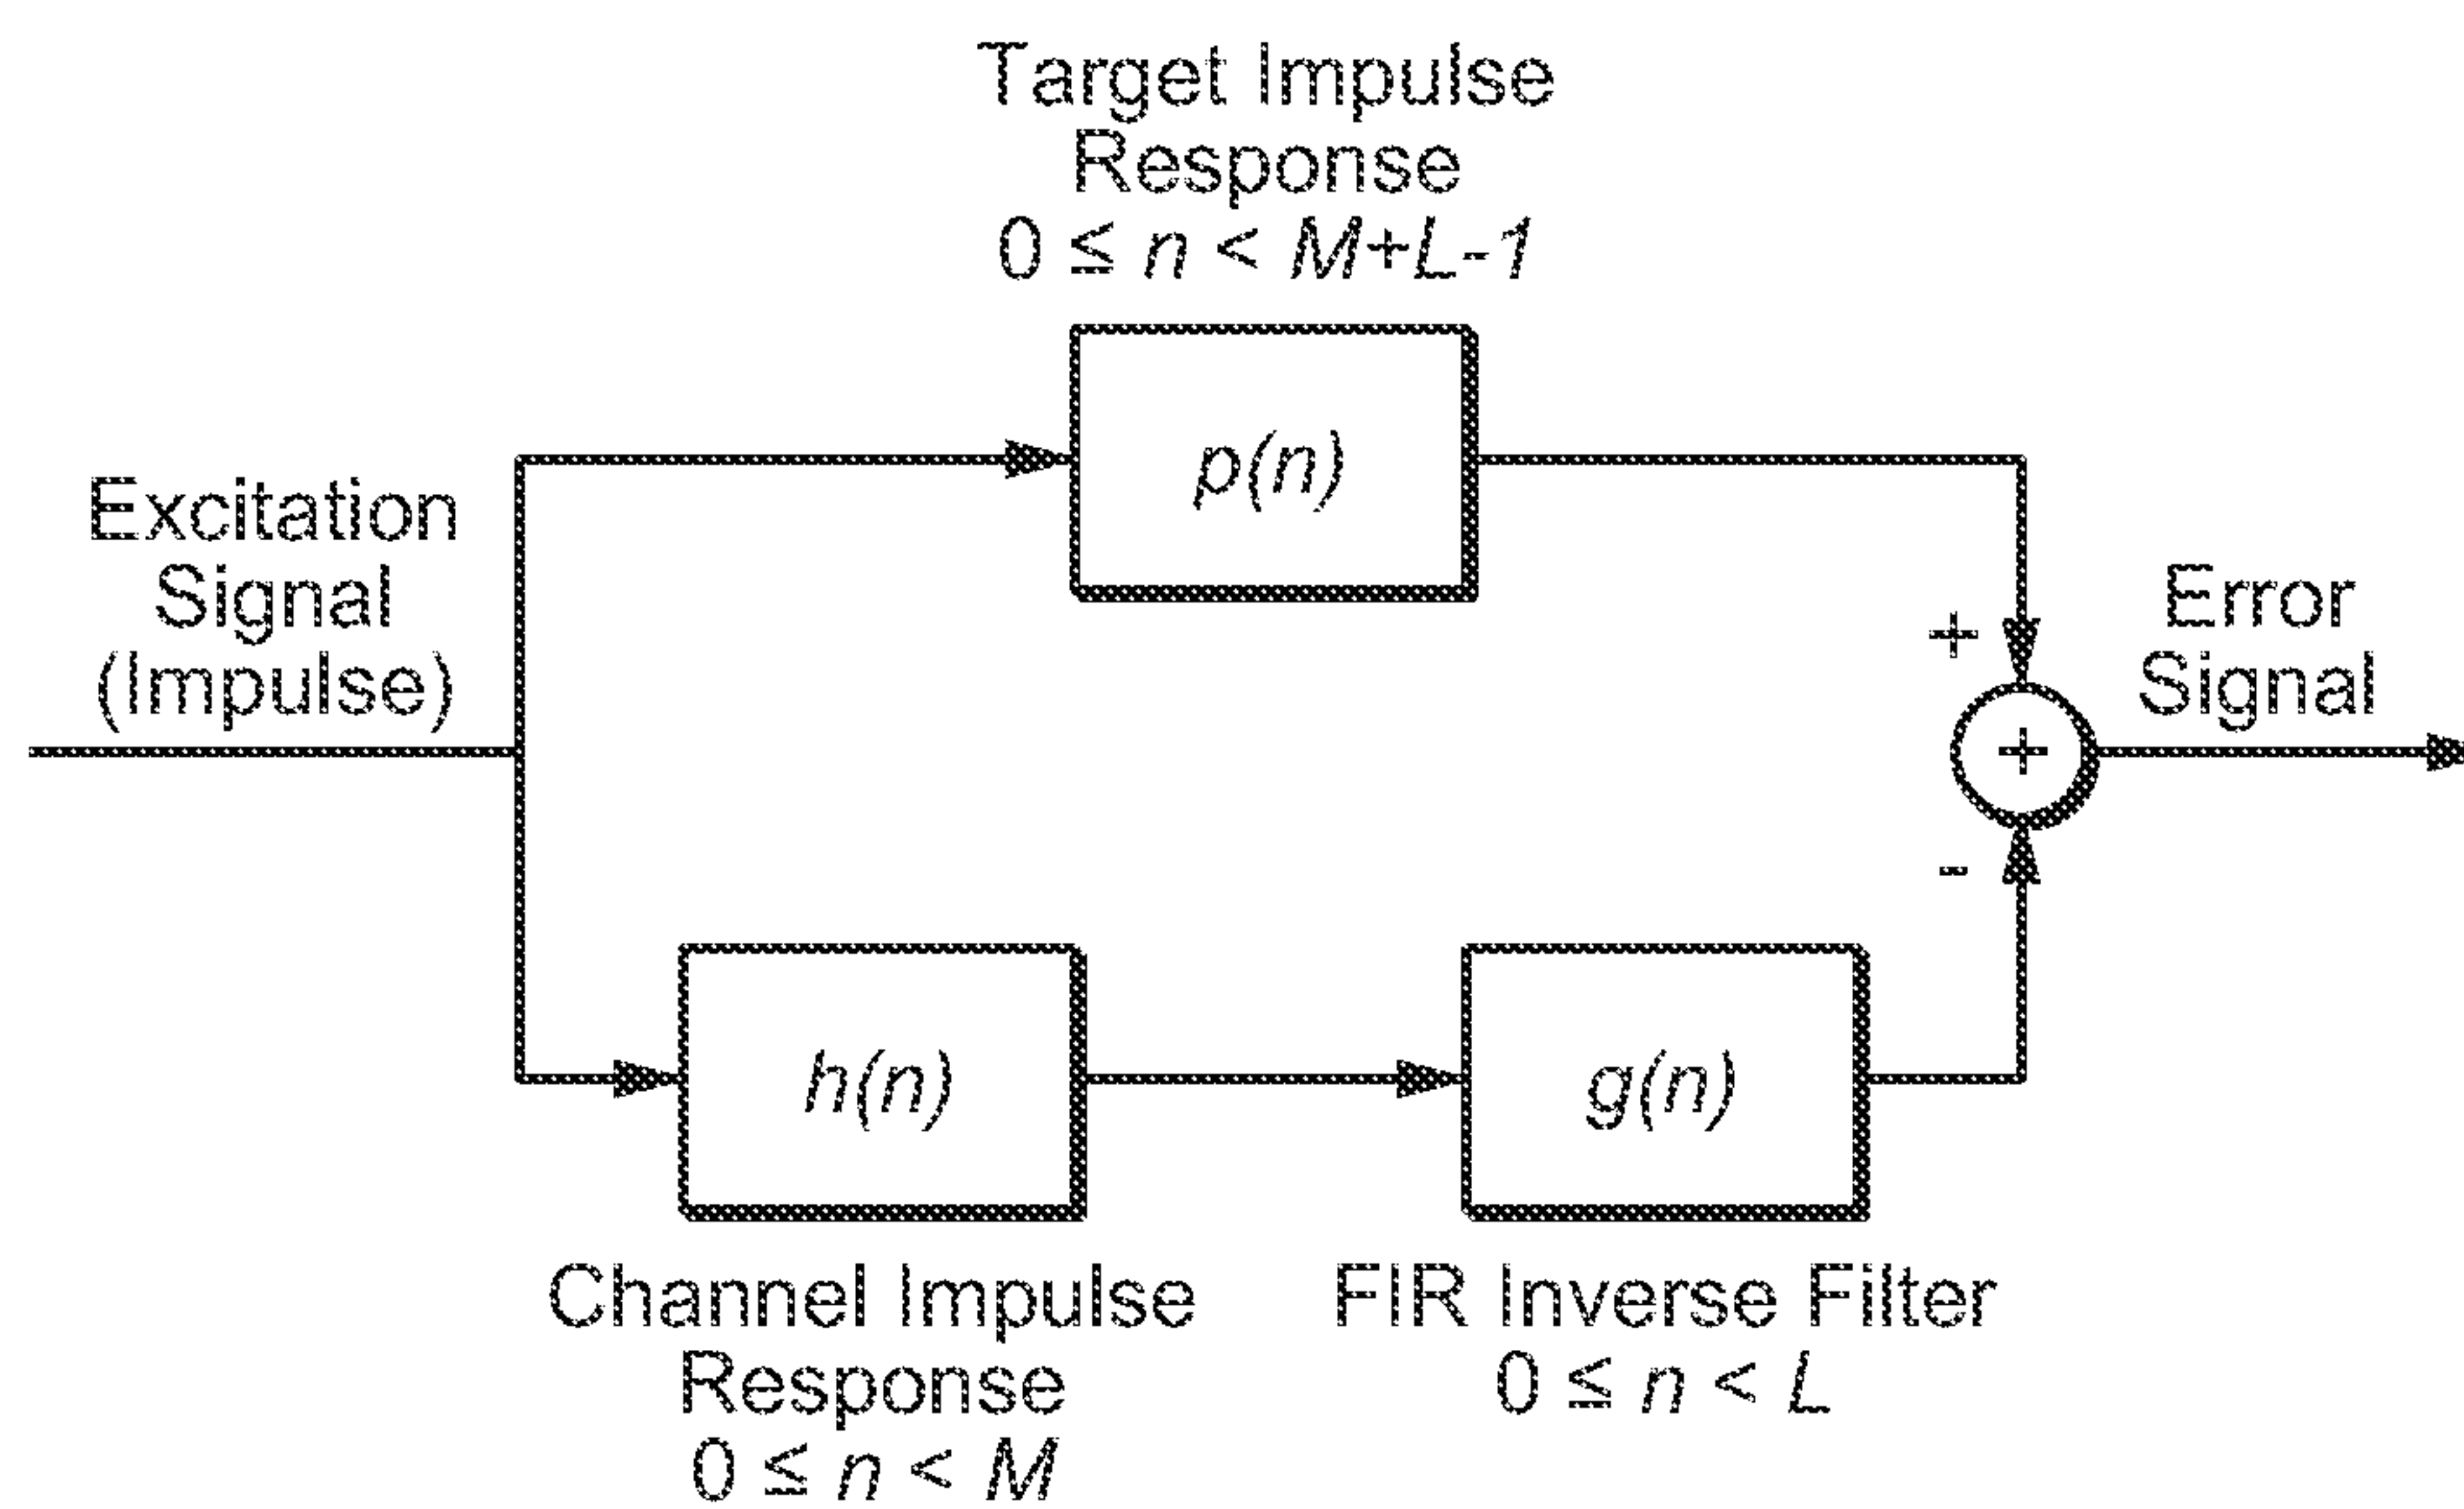 Target Impulse
Response
0 ≤ n < M+L-1
p(n)
Excitation
Signal
(Impulse)
+
Error
Signal
+
-
h(n)
g(n)
Channel Impulse
Response
0 ≤ n < M
FIR Inverse Filter
0 ≤ n < L